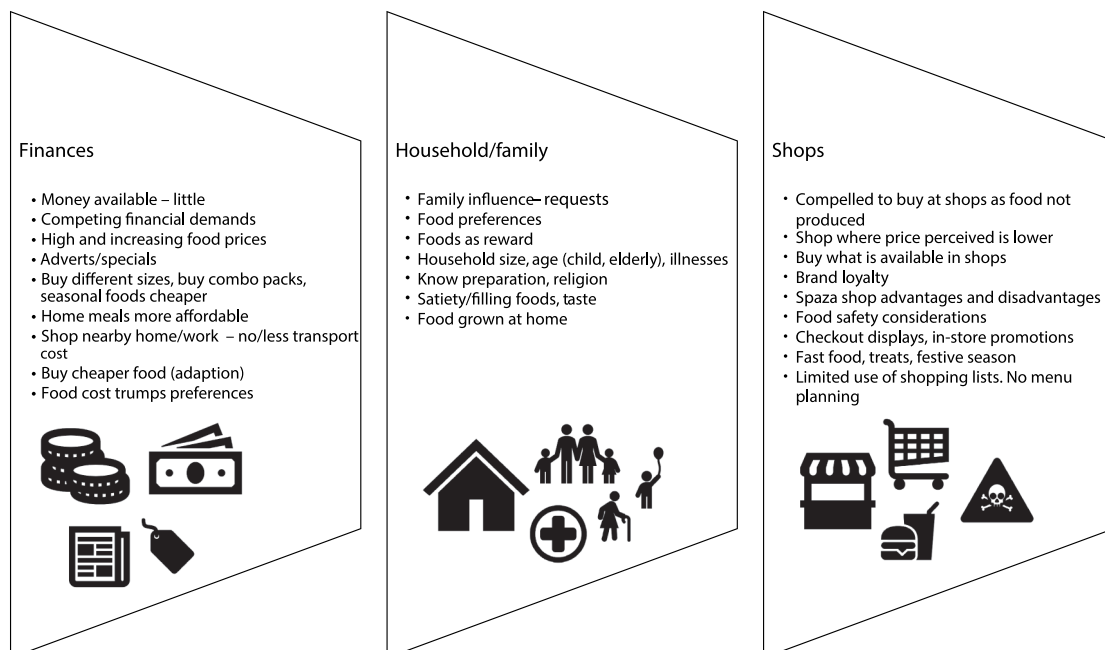 Finances
• Money available – little
• Competing financial demands
• High and increasing food prices
• Adverts/specials
• Buy different sizes, buy combo packs,
seasonal foods cheaper
• Home meals more affordable
• Shop nearby home/work – no/less transport
cost
• Buy cheaper food (adaption)
• Food cost trumps preferences
Household/family
• Family influence– requests
• Food preferences
• Foods as reward
• Household size, age (child, elderly), illnesses
• Know preparation, religion
• Satiety/filling foods, taste
• Food grown at home
Shops
• Compelled to buy at shops as food not
produced
• Shop where price perceived is lower
• Buy what is available in shops
• Brand loyalty
• Spaza shop advantages and disadvantages
• Food safety considerations
• Checkout displays, in-store promotions
• Fast food, treats, festive season
• Limited use of shopping lists. No menu
planning